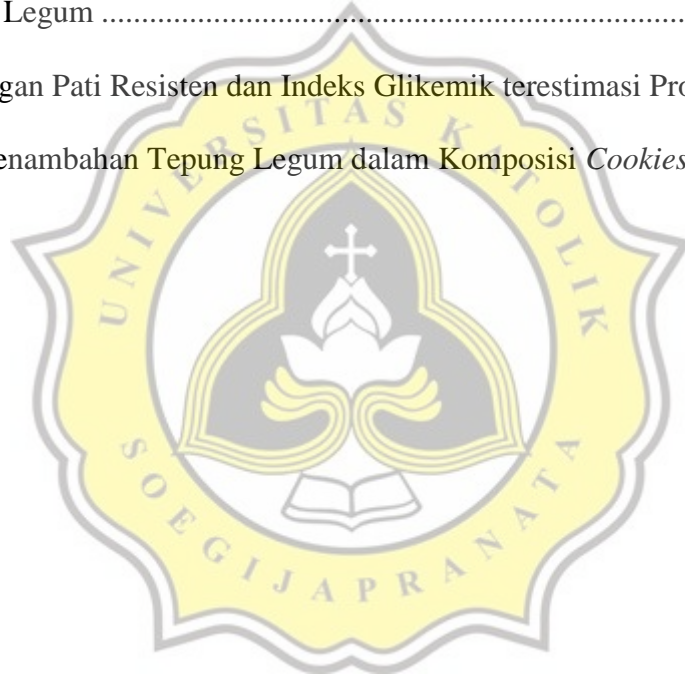 Legum ........................................................................
gan Pati Resisten dan Indeks Glikemik terestimasi Pro
enambahan Tepung Legum dalam Komposisi Cookies
UNIVERSITAS KATOLIK
SOEGIJAPRANATA